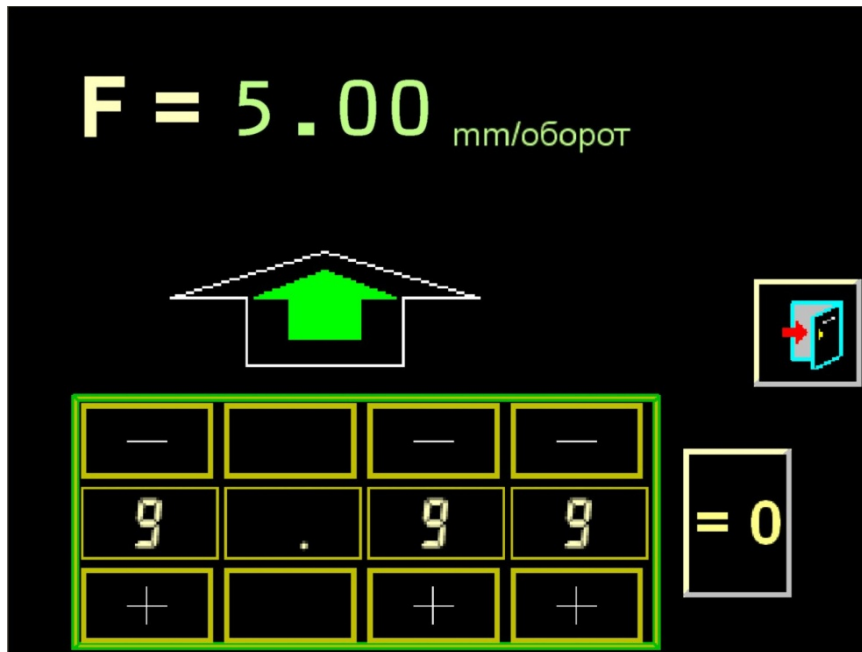 F = 5.00 mm/оборот
— — —
9 . 9 9
= 0
+ + +